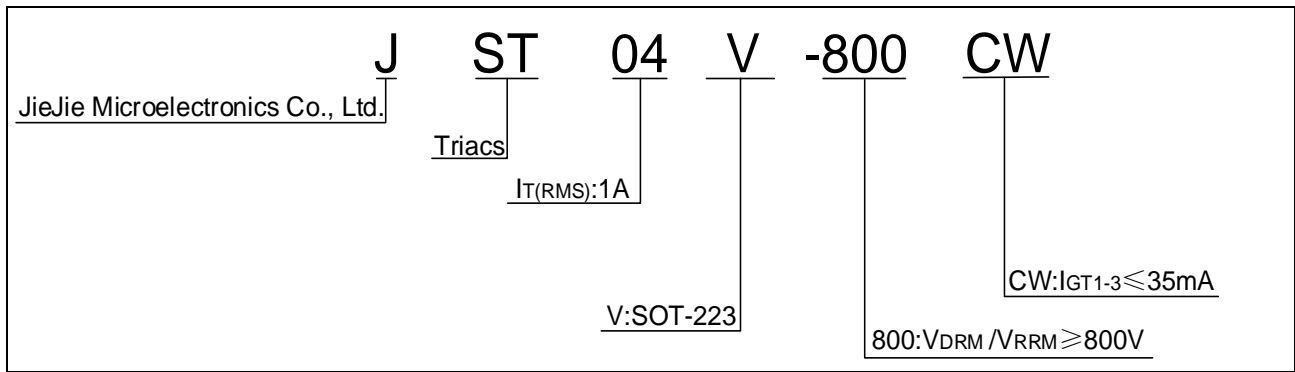 J ST 04 V -800 CW
JieJie Microelectronics Co., Ltd.
Triacs
IT(RMS):1A
CW:IGT1-3≤35mA
V:SOT-223
800:VDRM /VRRM≥800V